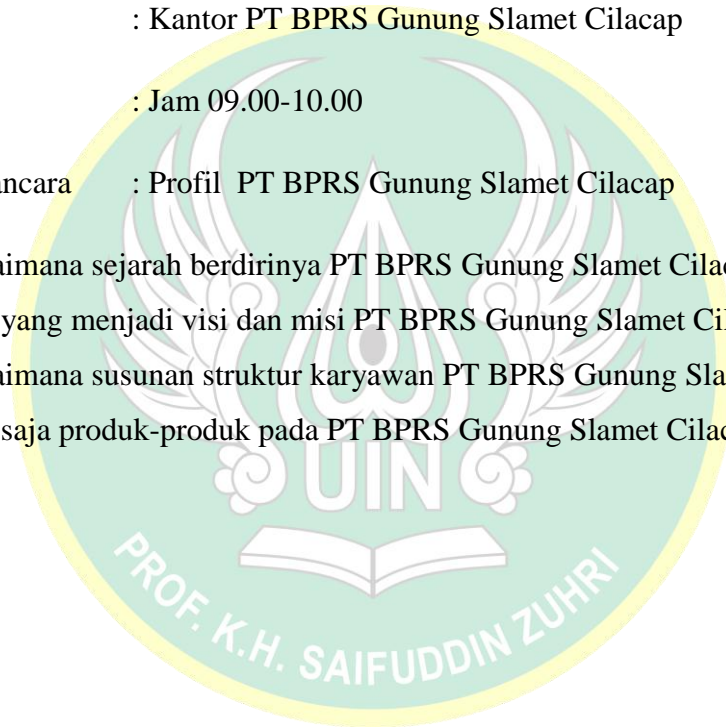 : Kantor PT BPRS Gunung Slamet Cilacap
: Jam 09.00-10.00
ancara : Profil PT BPRS Gunung Slamet Cilacap
aimana sejarah berdirinya PT BPRS Gunung Slamet Cilac
yang menjadi visi dan misi PT BPRS Gunung Slamet Ci
aimana susunan struktur karyawan PT BPRS Gunung Sla
saja produk-produk pada PT BPRS Gunung Slamet Cilac
UIN
PROF. K.H. SAIFUDDIN ZUHRI